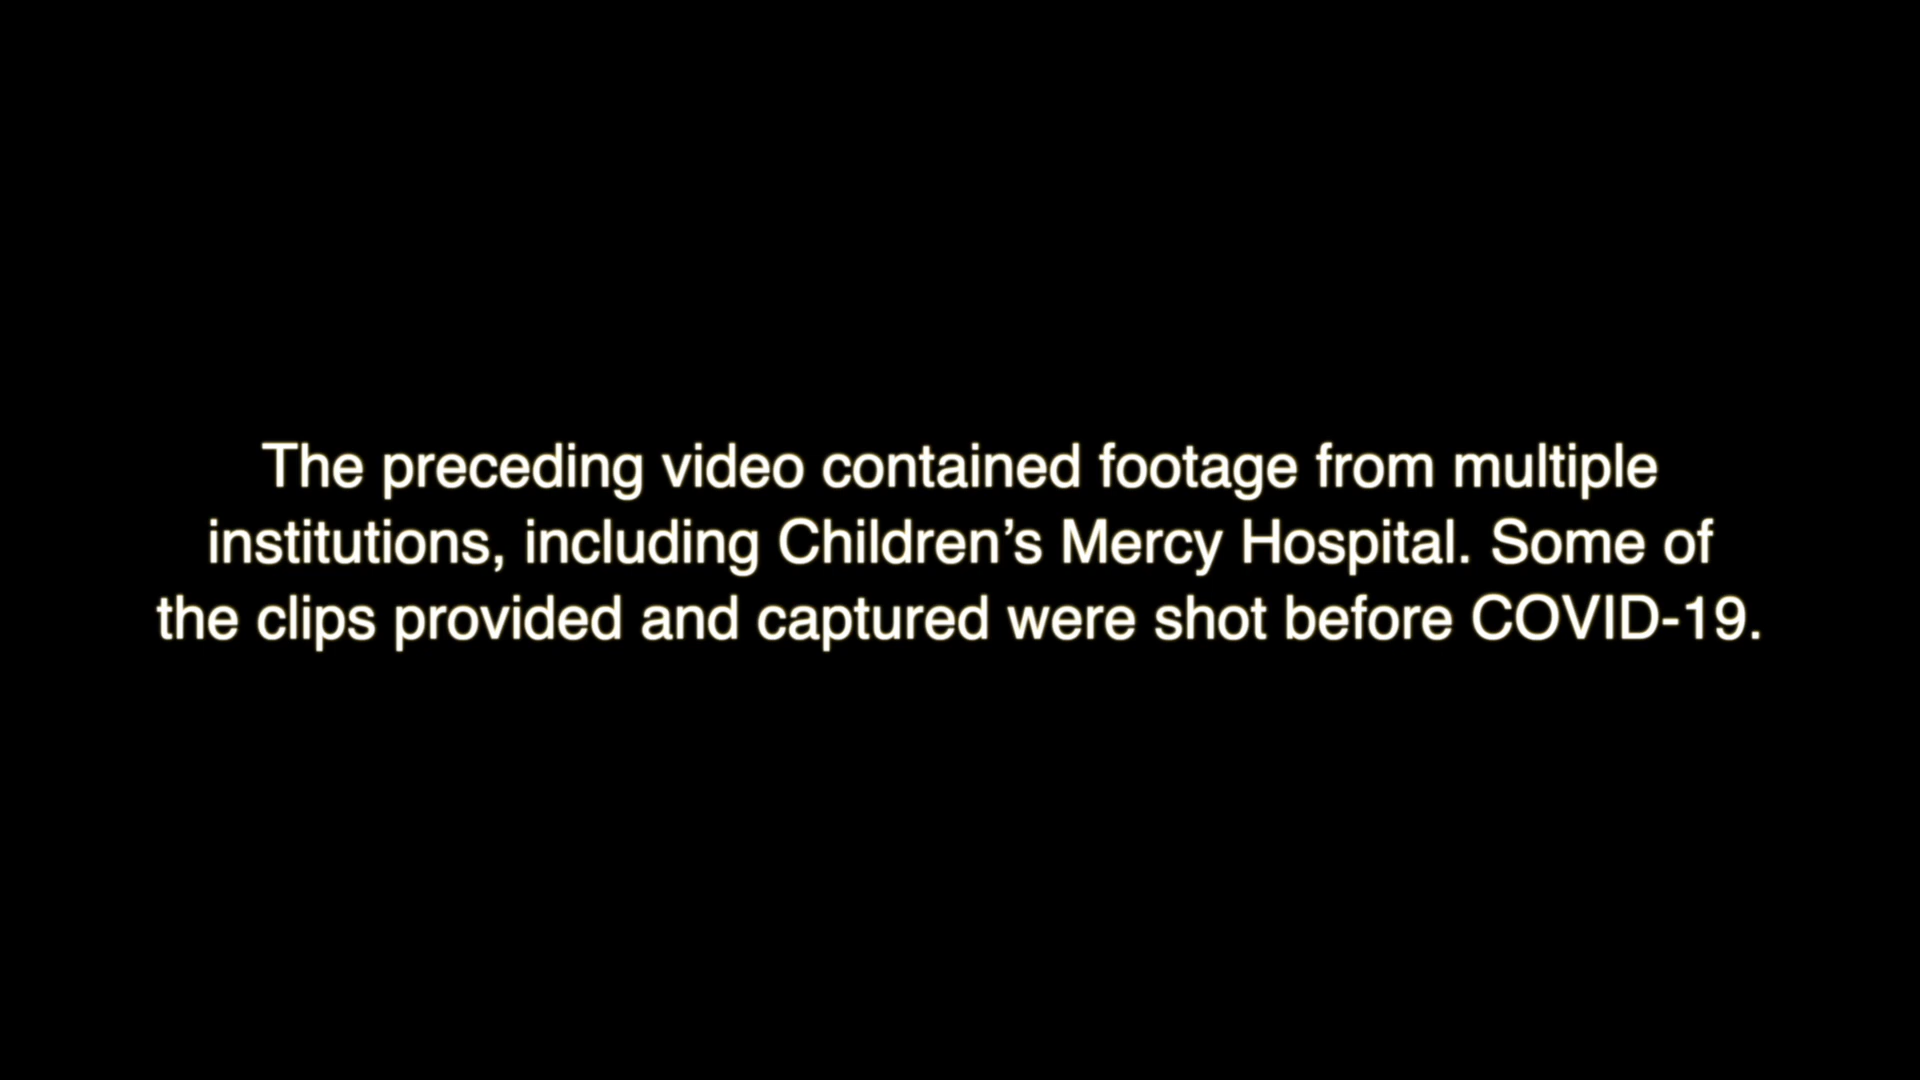 The preceding video contained footage from multiple
institutions, including Children’s Mercy Hospital. Some of
the clips provided and captured were shot before COVID-19.